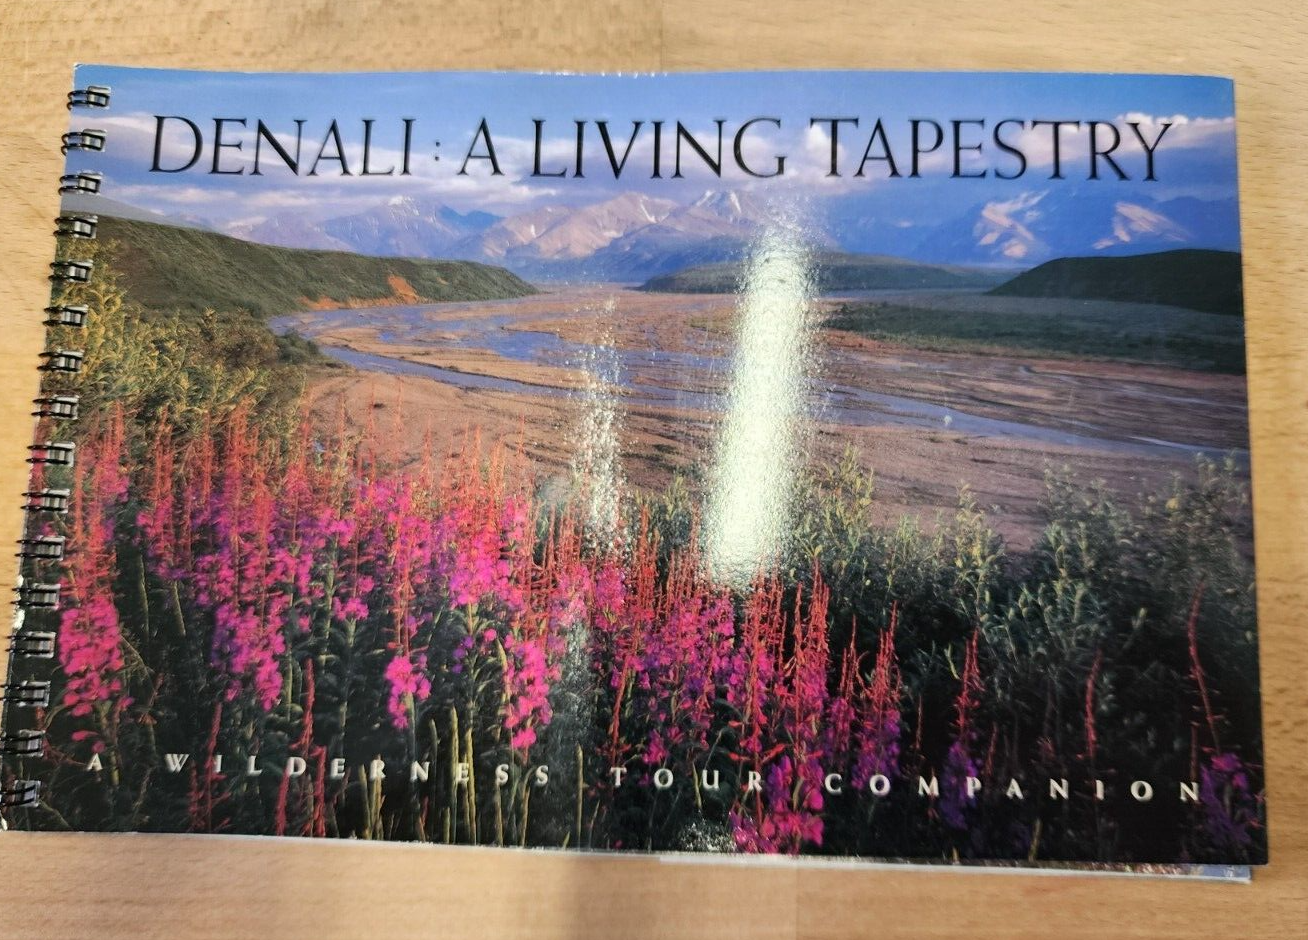 DENALI : A LIVING TAPESTRY
A WILDERNESS TOUR COMPANION